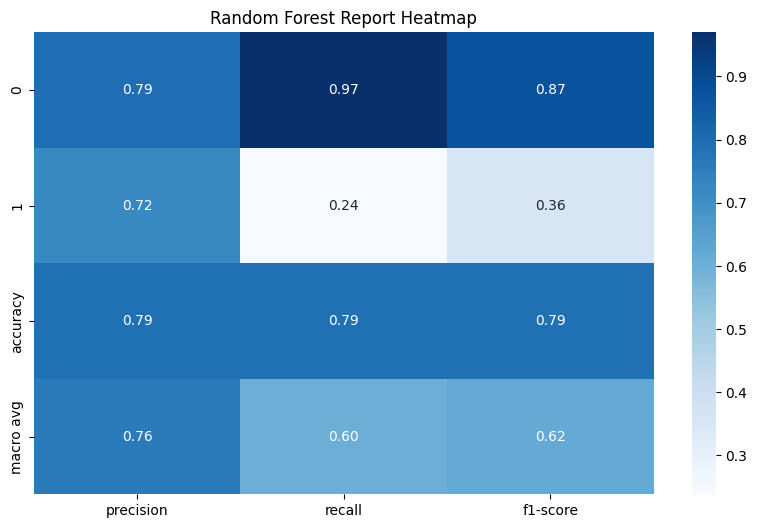 Random Forest Report Heatmap
0 0.79 0.97 0.87
1 0.72 0.24 0.36
accuracy 0.79 0.79 0.79
macro avg 0.76 0.60 0.62
precision recall f1-score
0.9
0.8
0.7
0.6
0.5
0.4
0.3